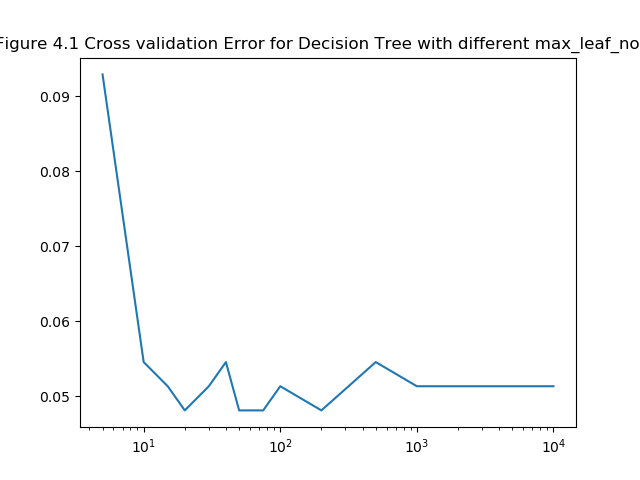 Figure 4.1 Cross validation Error for Decision Tree with different max_leaf_no
0.09
0.08
0.07
0.06
0.05
10¹ 10² 10³ 10⁴